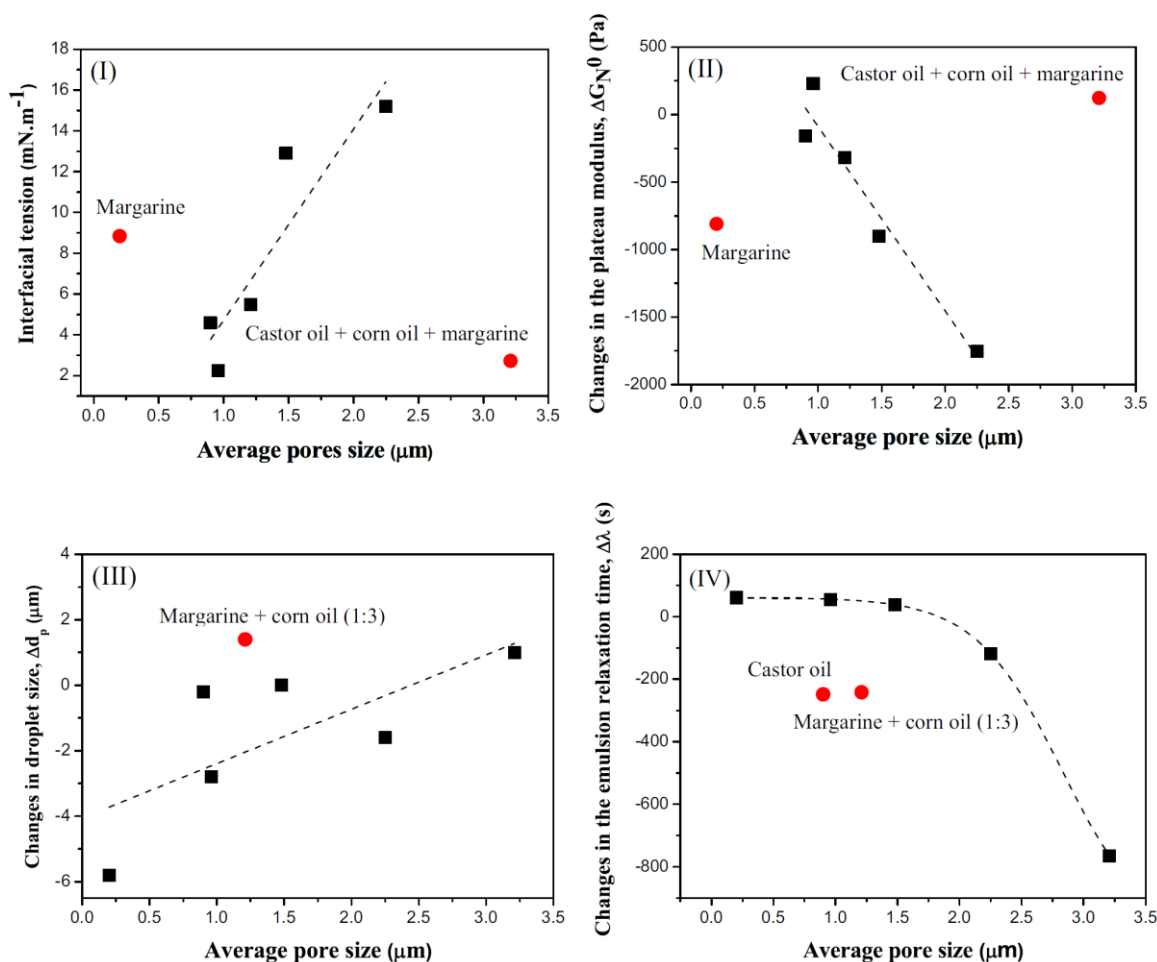 (I)
Interfacial tension (mN.m⁻¹)
18
16
14
12
10
8
6
4
2
Margarine
Castor oil + corn oil + margarine
0.0 0.5 1.0 1.5 2.0 2.5 3.0 3.5
Average pores size (μm)
(II)
Changes in the plateau modulus, ΔG_N⁰ (Pa)
500
0
-500
-1000
-1500
-2000
Castor oil + corn oil + margarine
Margarine
0.0 0.5 1.0 1.5 2.0 2.5 3.0 3.5
Average pore size (μm)
(III)
Changes in droplet size, Δd_p (μm)
4
2
0
-2
-4
-6
Margarine + corn oil (1:3)
0.0 0.5 1.0 1.5 2.0 2.5 3.0 3.5
Average pore size (μm)
(IV)
Changes in the emulsion relaxation time, Δλ (s)
200
0
-200
-400
-600
-800
Castor oil
Margarine + corn oil (1:3)
0.0 0.5 1.0 1.5 2.0 2.5 3.0 3.5
Average pore size (μm)